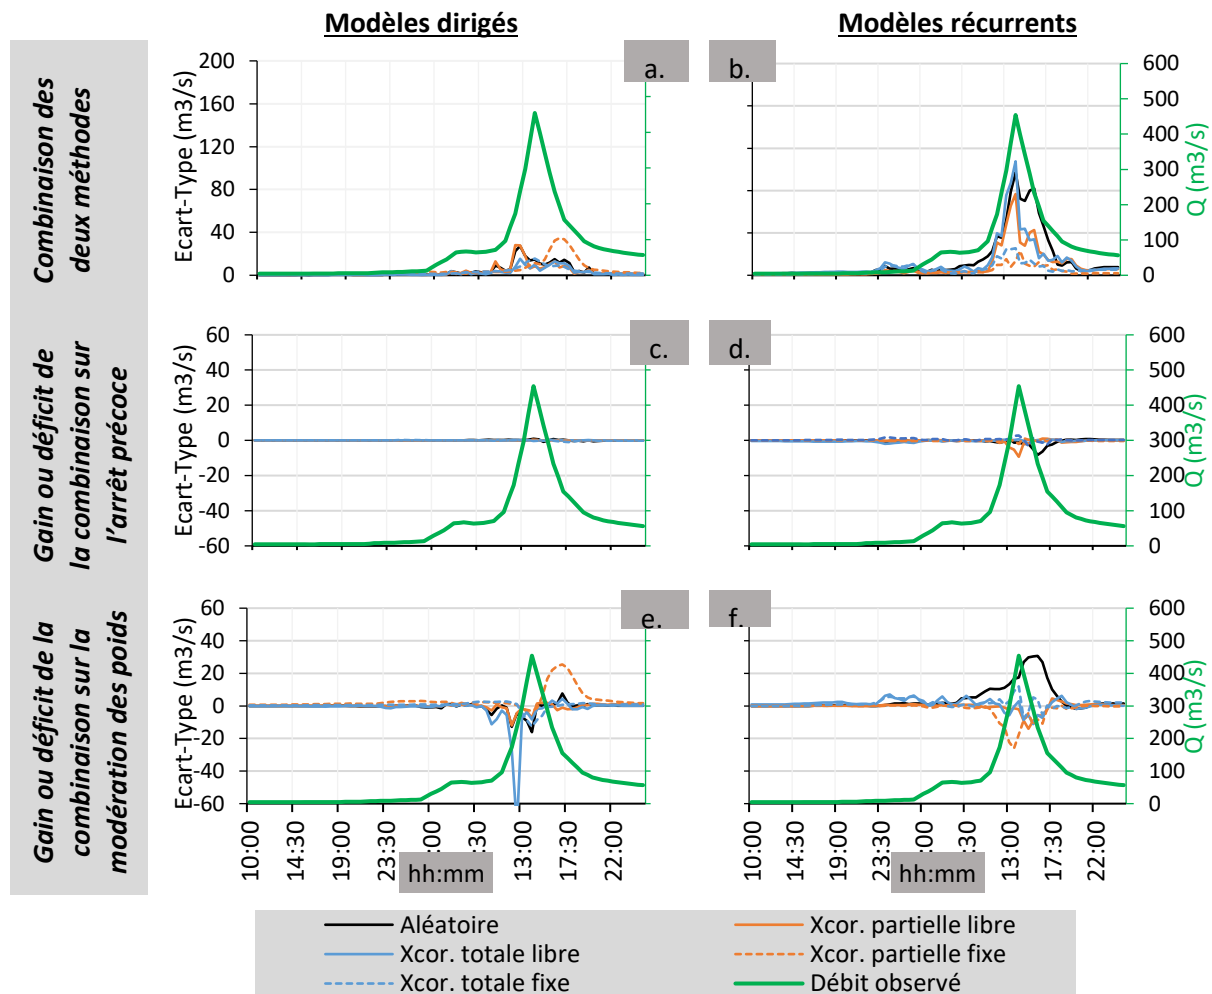 Modèles dirigés
Modèles récurrents
Combinaison des
deux méthodes
Ecart-Type (m3/s)
200
160
120
80
40
0
a.
b.
600
500
400
300
200
100
0
Q (m3/s)
Gain ou déficit de
la combinaison sur
l'arrêt précoce
Ecart-Type (m3/s)
60
40
20
0
-20
-40
-60
c.
d.
600
500
400
300
200
100
0
Q (m3/s)
Gain ou déficit de la
combinaison sur la
modération des poids
Ecart-Type (m3/s)
60
40
20
0
-20
-40
-60
e.
f.
600
500
400
300
200
100
0
Q (m3/s)
10:00
14:30
19:00
23:30
:00
13:00
17:30
22:00
hh:mm
10:00
14:30
19:00
23:30
:00
13:00
17:30
22:00
hh:mm
Aléatoire
Xcor. partielle libre
Xcor. totale libre
Xcor. partielle fixe
Xcor. totale fixe
Débit observé